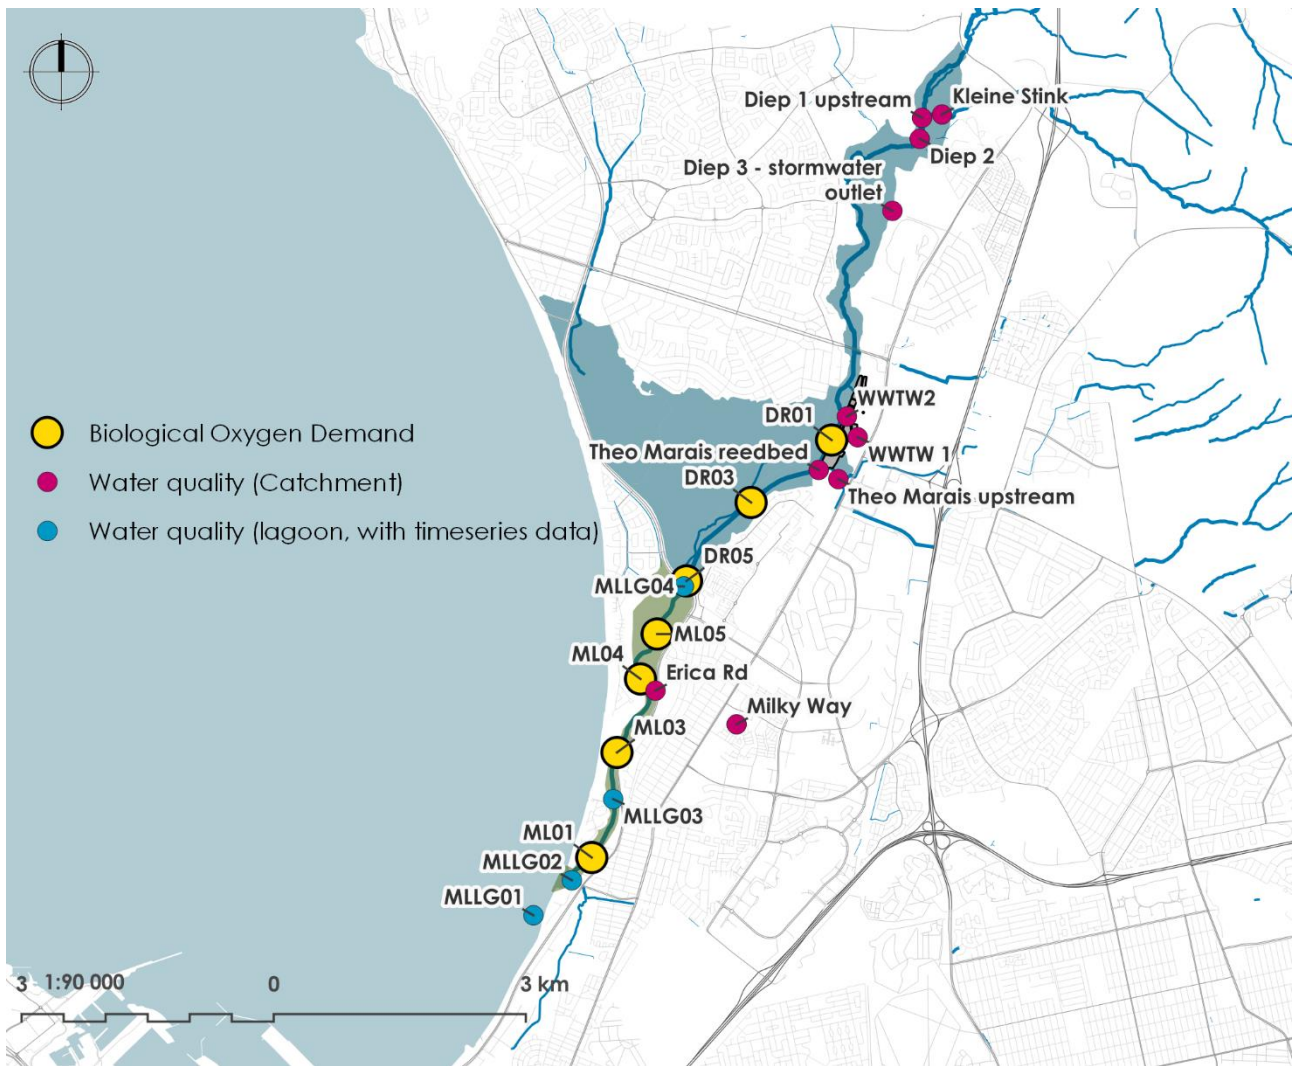 Diep 1 upstream
Kleine Stink
Diep 2
Diep 3 - stormwater
outlet
WWTW2
DR01
WWTW 1
Theo Marais reedbed
DR03
Theo Marais upstream
Biological Oxygen Demand
Water quality (Catchment)
Water quality (lagoon, with timeseries data)
DR05
MLLG04
ML05
ML04
Erica Rd
Milky Way
ML03
MLLG03
ML01
MLLG02
MLLG01
3 1:90 000 0 3 km